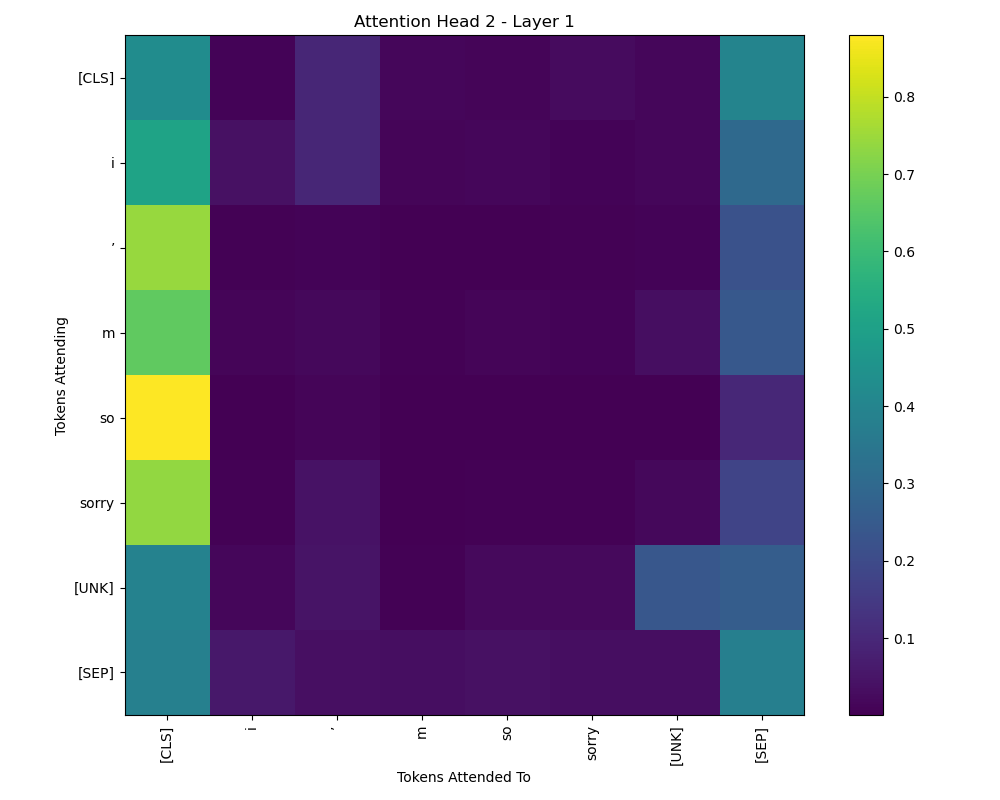 Attention Head 2 - Layer 1
Tokens Attending
[CLS]
i
’
m
so
sorry
[UNK]
[SEP]
[CLS]
i
’
m
so
sorry
[UNK]
[SEP]
Tokens Attended To
0.8
0.7
0.6
0.5
0.4
0.3
0.2
0.1